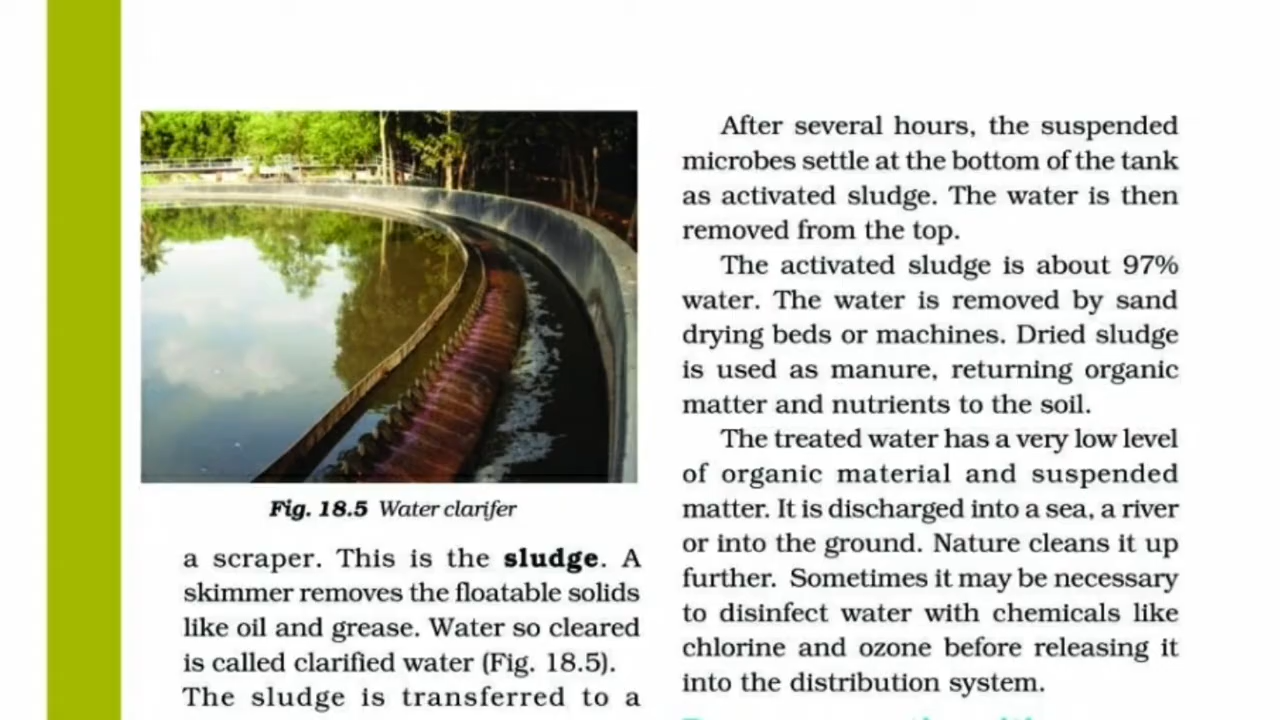 Fig. 18.5 Water clarifer
a scraper. This is the sludge. A
skimmer removes the floatable solids
like oil and grease. Water so cleared
is called clarified water (Fig. 18.5).
The sludge is transferred to a
After several hours, the suspended
microbes settle at the bottom of the tank
as activated sludge. The water is then
removed from the top.
The activated sludge is about 97%
water. The water is removed by sand
drying beds or machines. Dried sludge
is used as manure, returning organic
matter and nutrients to the soil.
The treated water has a very low level
of organic material and suspended
matter. It is discharged into a sea, a river
or into the ground. Nature cleans it up
further. Sometimes it may be necessary
to disinfect water with chemicals like
chlorine and ozone before releasing it
into the distribution system.